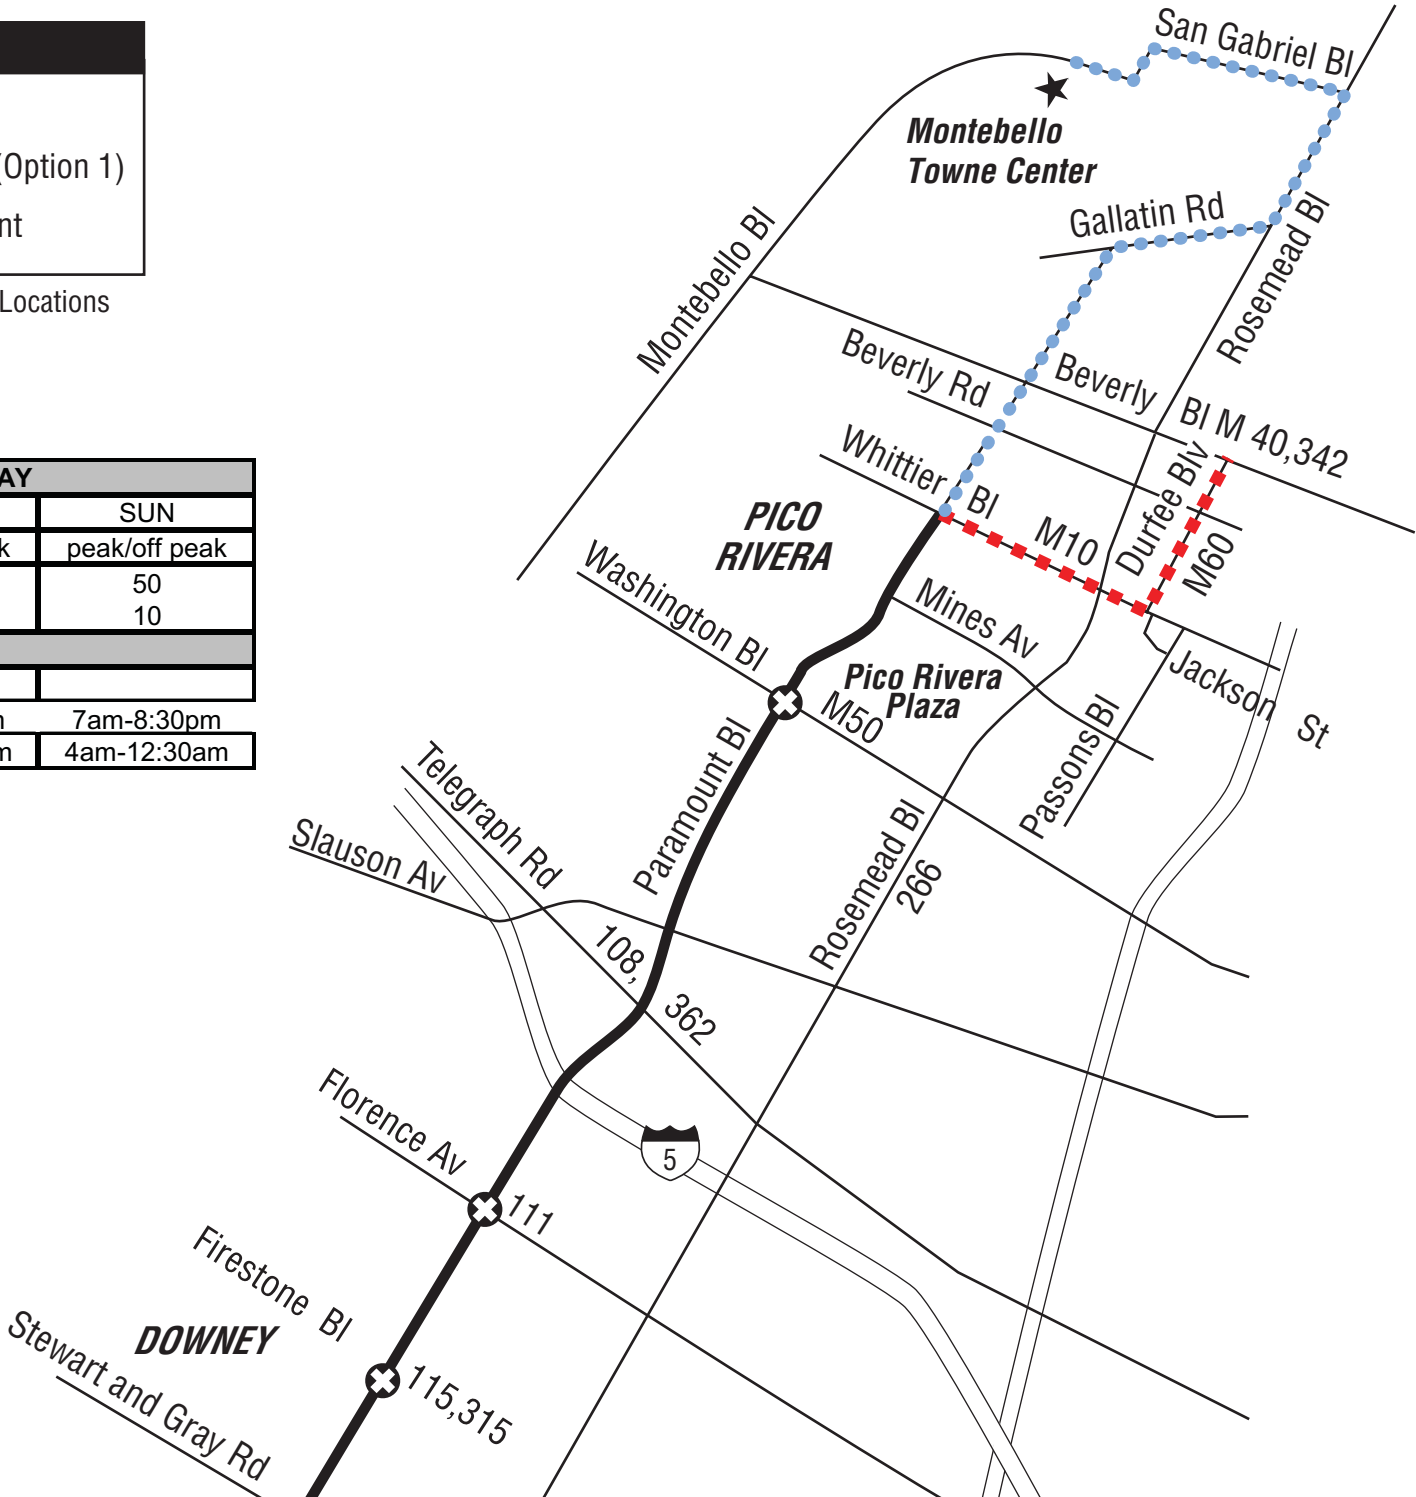 (Option 1)
nt
Locations
AY
SUN
k
peak/off peak
50
10
n
7am-8:30pm
m
4am-12:30am
San Gabriel Bl
Montebello
Towne Center
Gallatin Rd
Rosemead Bl
Montebello Bl
Beverly Rd
Beverly Bl M 40,342
Whittier Bl
M10
Durfee Blv
M60
PICO
RIVERA
Washington Bl
Mines Av
Pico Rivera
Plaza
M50
Jackson St
Passons Bl
Paramount Bl
Telegraph Rd
Slauson Av
Rosemead Bl
266
108,
362
5
Florence Av
111
Firestone Bl
DOWNEY
115,315
Stewart and Gray Rd